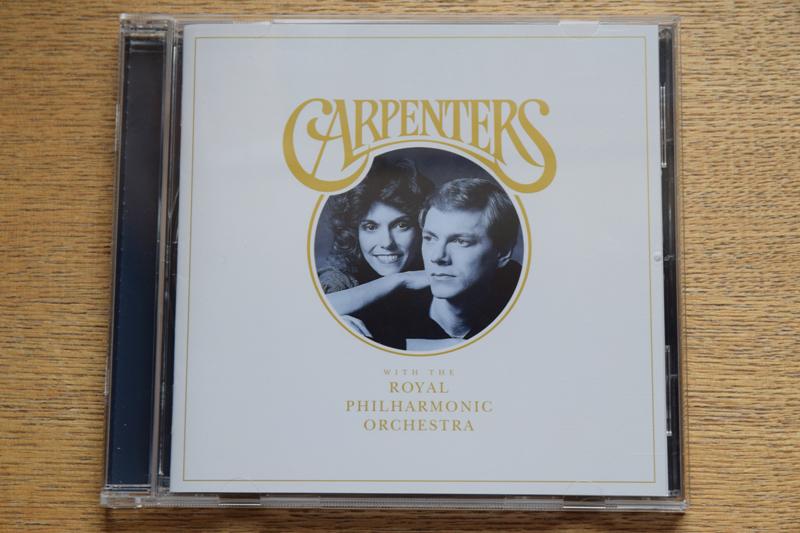 CARPENTERS
WITH THE
ROYAL
PHILHARMONIC
ORCHESTRA